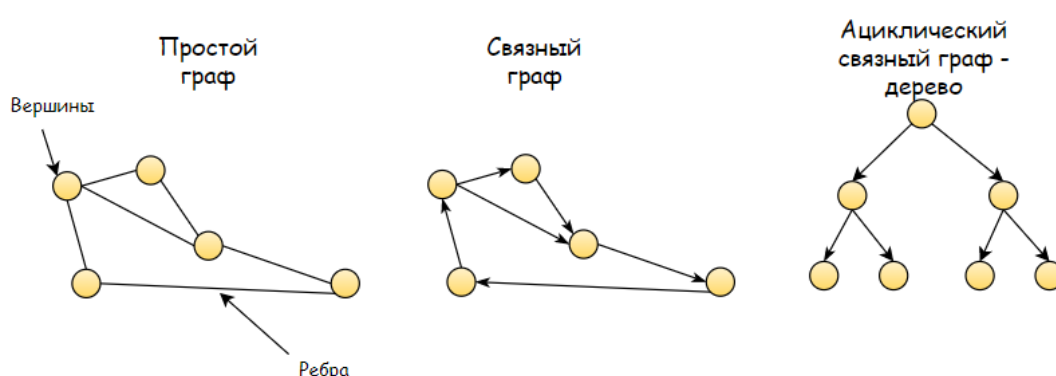 Простой
граф
Связный
граф
Ациклический
связный граф -
дерево
Вершины
Ребра